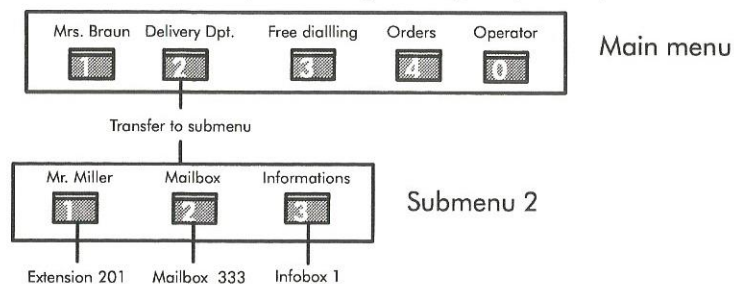 Mrs. Braun Delivery Dpt. Free diallling Orders Operator
1 2 3 4 0
Main menu
Transfer to submenu
Mr. Miller Mailbox Informations
1 2 3
Submenu 2
Extension 201 Mailbox 333 Infobox 1